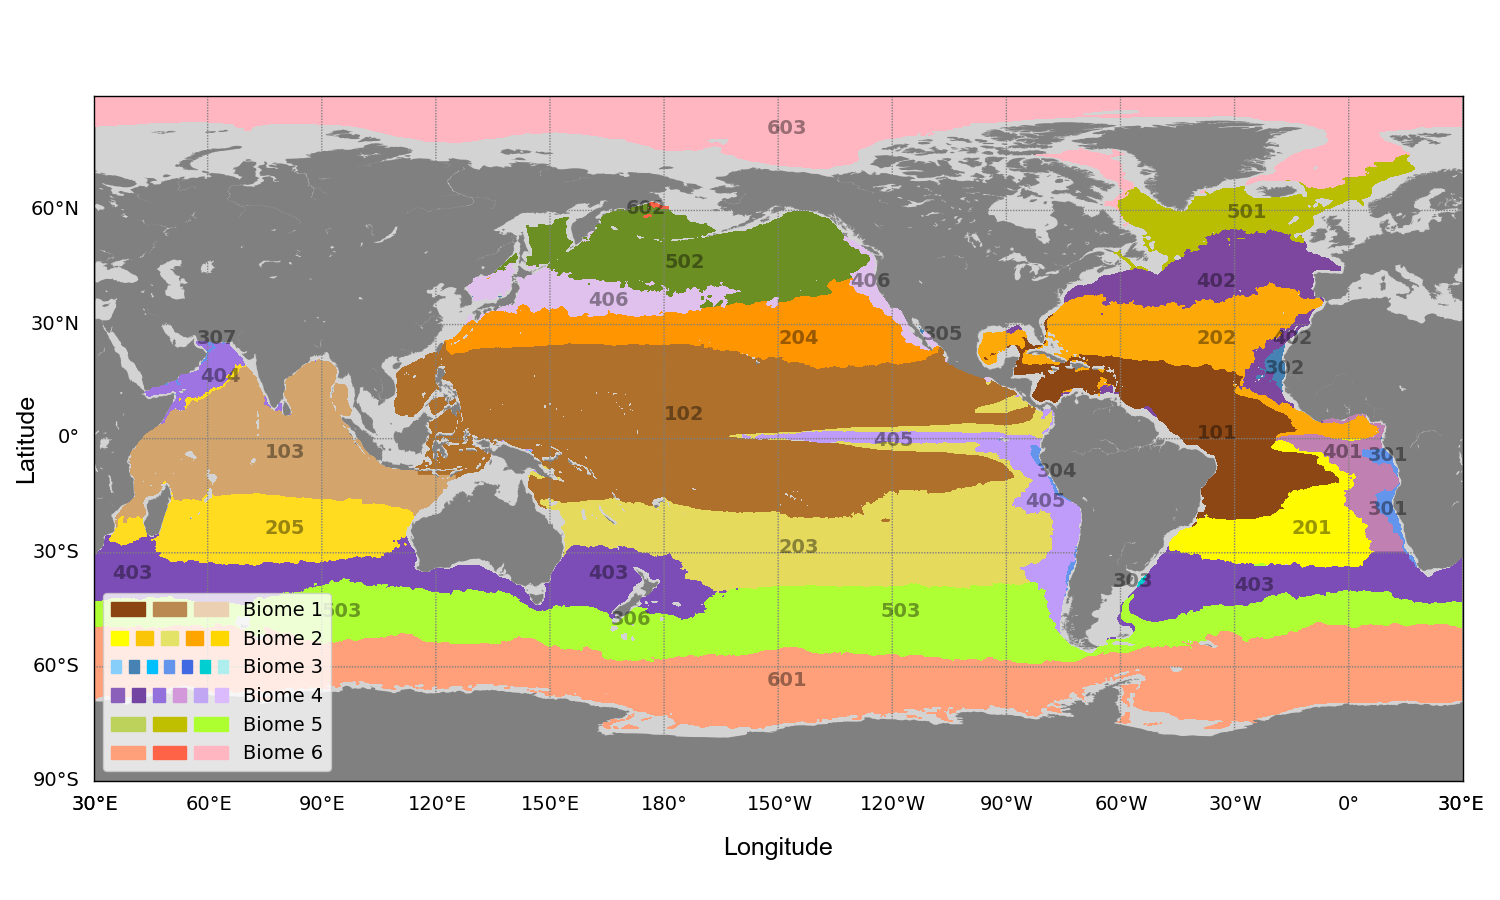 603
60°N
602
501
502
402
406
406
30°N
307
305
204
202
402
404
302
102
0°
405
101
401
301
103
304
405
301
205
201
203
30°S
403
403
303
403
503
306
503
Biome 1
Biome 2
Biome 3
Biome 4
Biome 5
Biome 6
60°S
601
90°S
30°E
60°E
90°E
120°E
150°E
180°
150°W
120°W
90°W
60°W
30°W
0°
30°E
Latitude
Longitude